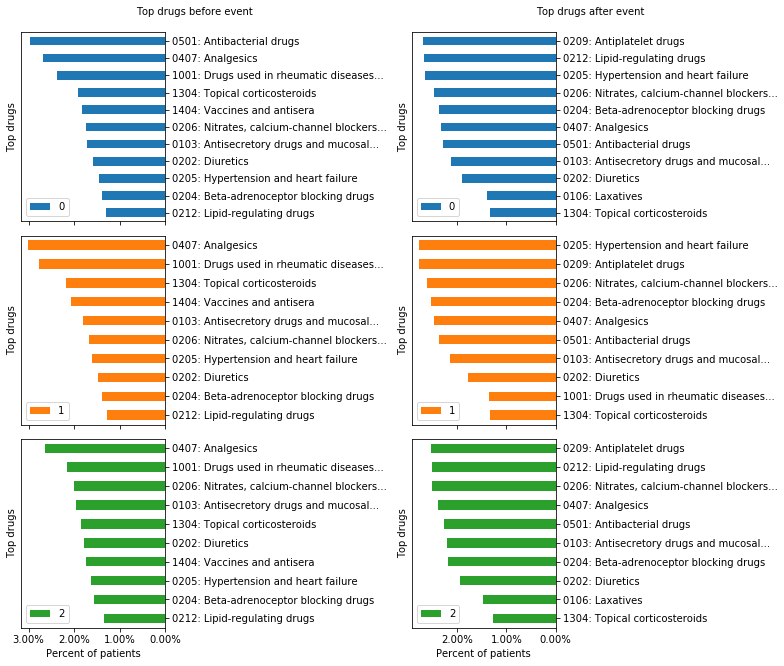 Top drugs before event
Top drugs
0501: Antibacterial drugs
0407: Analgesics
1001: Drugs used in rheumatic diseases...
1304: Topical corticosteroids
1404: Vaccines and antisera
0206: Nitrates, calcium-channel blockers...
0103: Antisecretory drugs and mucosal...
0202: Diuretics
0205: Hypertension and heart failure
0204: Beta-adrenoceptor blocking drugs
0212: Lipid-regulating drugs
0
Top drugs
0407: Analgesics
1001: Drugs used in rheumatic diseases...
1304: Topical corticosteroids
1404: Vaccines and antisera
0103: Antisecretory drugs and mucosal...
0206: Nitrates, calcium-channel blockers...
0205: Hypertension and heart failure
0202: Diuretics
0204: Beta-adrenoceptor blocking drugs
0212: Lipid-regulating drugs
1
Top drugs
0407: Analgesics
1001: Drugs used in rheumatic diseases...
0206: Nitrates, calcium-channel blockers...
0103: Antisecretory drugs and mucosal...
1304: Topical corticosteroids
0202: Diuretics
1404: Vaccines and antisera
0205: Hypertension and heart failure
0204: Beta-adrenoceptor blocking drugs
0212: Lipid-regulating drugs
2
3.00% 2.00% 1.00% 0.00%
Percent of patients
Top drugs after event
Top drugs
0209: Antiplatelet drugs
0212: Lipid-regulating drugs
0205: Hypertension and heart failure
0206: Nitrates, calcium-channel blockers...
0204: Beta-adrenoceptor blocking drugs
0407: Analgesics
0501: Antibacterial drugs
0103: Antisecretory drugs and mucosal...
0202: Diuretics
0106: Laxatives
1304: Topical corticosteroids
0
Top drugs
0205: Hypertension and heart failure
0209: Antiplatelet drugs
0206: Nitrates, calcium-channel blockers...
0204: Beta-adrenoceptor blocking drugs
0407: Analgesics
0501: Antibacterial drugs
0103: Antisecretory drugs and mucosal...
0202: Diuretics
1001: Drugs used in rheumatic diseases...
1304: Topical corticosteroids
1
Top drugs
0209: Antiplatelet drugs
0212: Lipid-regulating drugs
0206: Nitrates, calcium-channel blockers...
0407: Analgesics
0501: Antibacterial drugs
0103: Antisecretory drugs and mucosal...
0204: Beta-adrenoceptor blocking drugs
0202: Diuretics
0106: Laxatives
1304: Topical corticosteroids
2
2.00% 1.00% 0.00%
Percent of patients